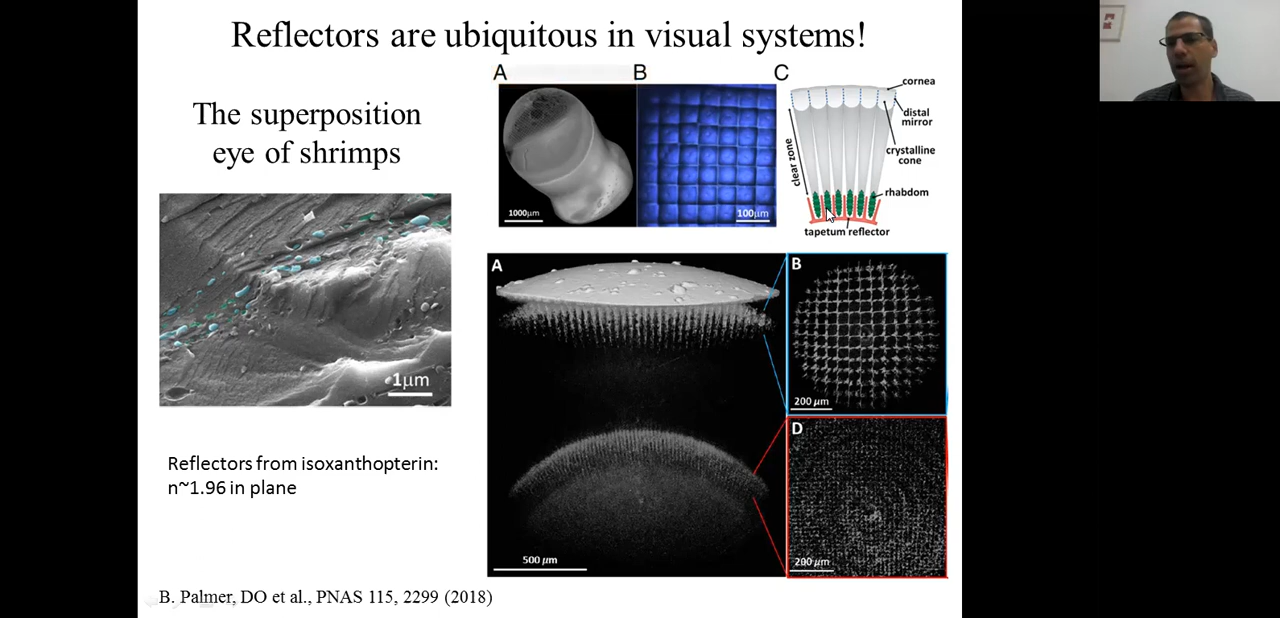 Reflectors are ubiquitous in visual systems!
The superposition
eye of shrimps
1μm
Reflectors from isoxanthopterin:
n~1.96 in plane
A
1000μm
B
100μm
C
cornea
distal
mirror
crystalline
cone
clear zone
rhabdom
tapetum reflector
A
500 μm
B
200 μm
D
200 μm
B. Palmer, DO et al., PNAS 115, 2299 (2018)